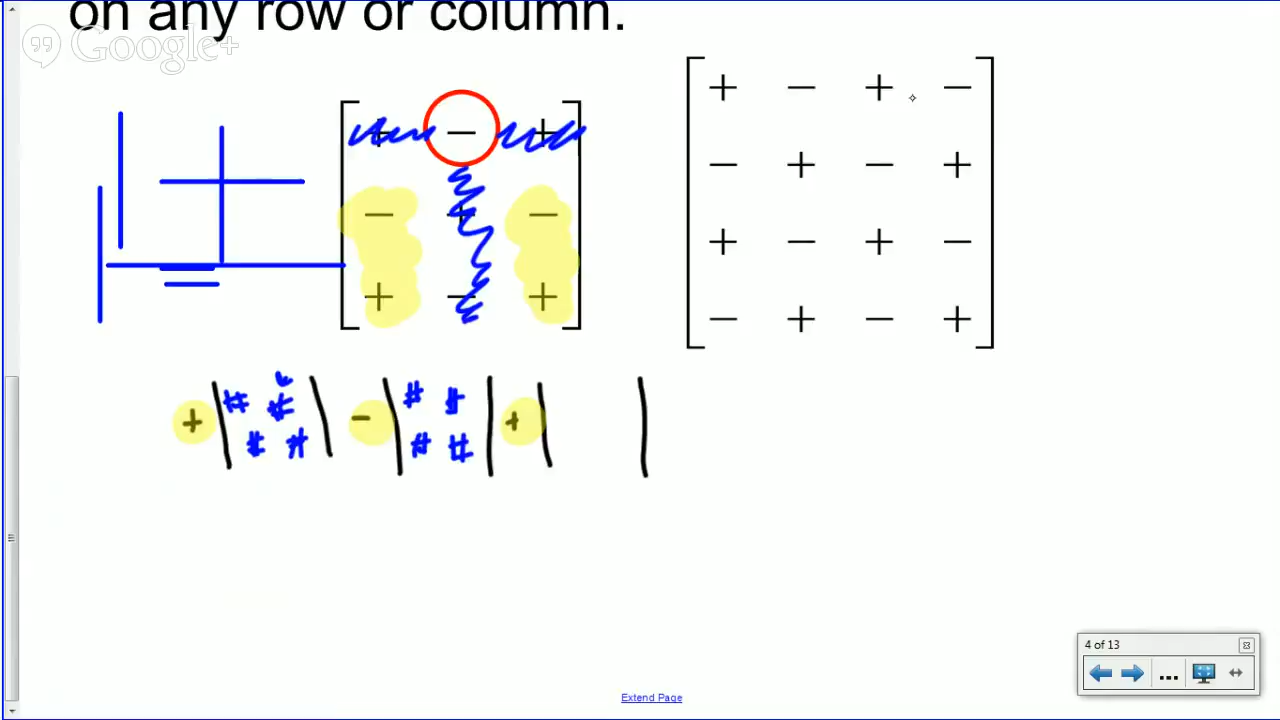 on any row or column.
Google+
+ − +
− + −
+ − +
+ − + −
− + − +
+ − + −
− + − +
+ | # # | − | # # | + | |
# # # #
4 of 13
...
Extend Page